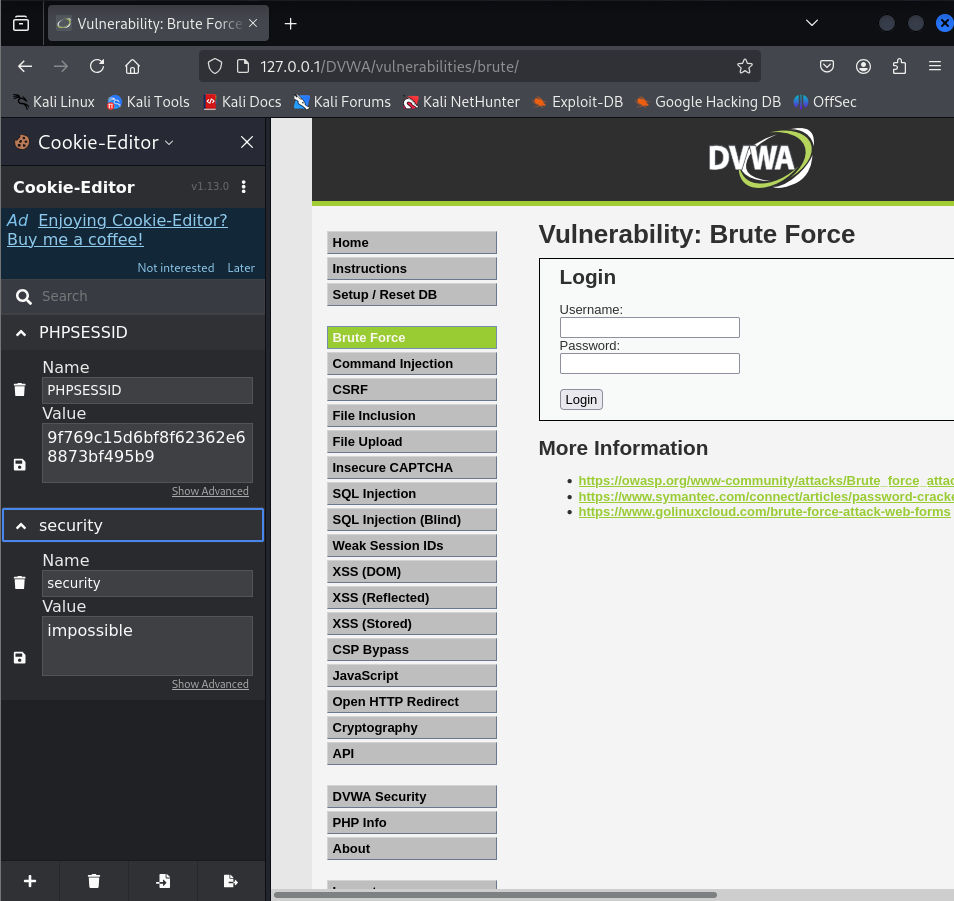 Vulnerability: Brute Force
127.0.0.1/DVWA/vulnerabilities/brute/
Kali Linux Kali Tools Kali Docs Kali Forums Kali NetHunter Exploit-DB Google Hacking DB OffSec
Cookie-Editor
Cookie-Editor v1.13.0
Ad Enjoying Cookie-Editor?
Buy me a coffee!
Not interested Later
Search
PHPSESSID
Name
PHPSESSID
Value
9f769c15d6bf8f62362e6
8873bf495b9
Show Advanced
security
Name
security
Value
impossible
Show Advanced
DVWA
Home
Instructions
Setup / Reset DB
Brute Force
Command Injection
CSRF
File Inclusion
File Upload
Insecure CAPTCHA
SQL Injection
SQL Injection (Blind)
Weak Session IDs
XSS (DOM)
XSS (Reflected)
XSS (Stored)
CSP Bypass
JavaScript
Open HTTP Redirect
Cryptography
API
DVWA Security
PHP Info
About
Vulnerability: Brute Force
Login
Username:
Password:
Login
More Information
https://owasp.org/www-community/attacks/Brute_force_attac
https://www.symantec.com/connect/articles/password-cracke
https://www.golinuxcloud.com/brute-force-attack-web-forms